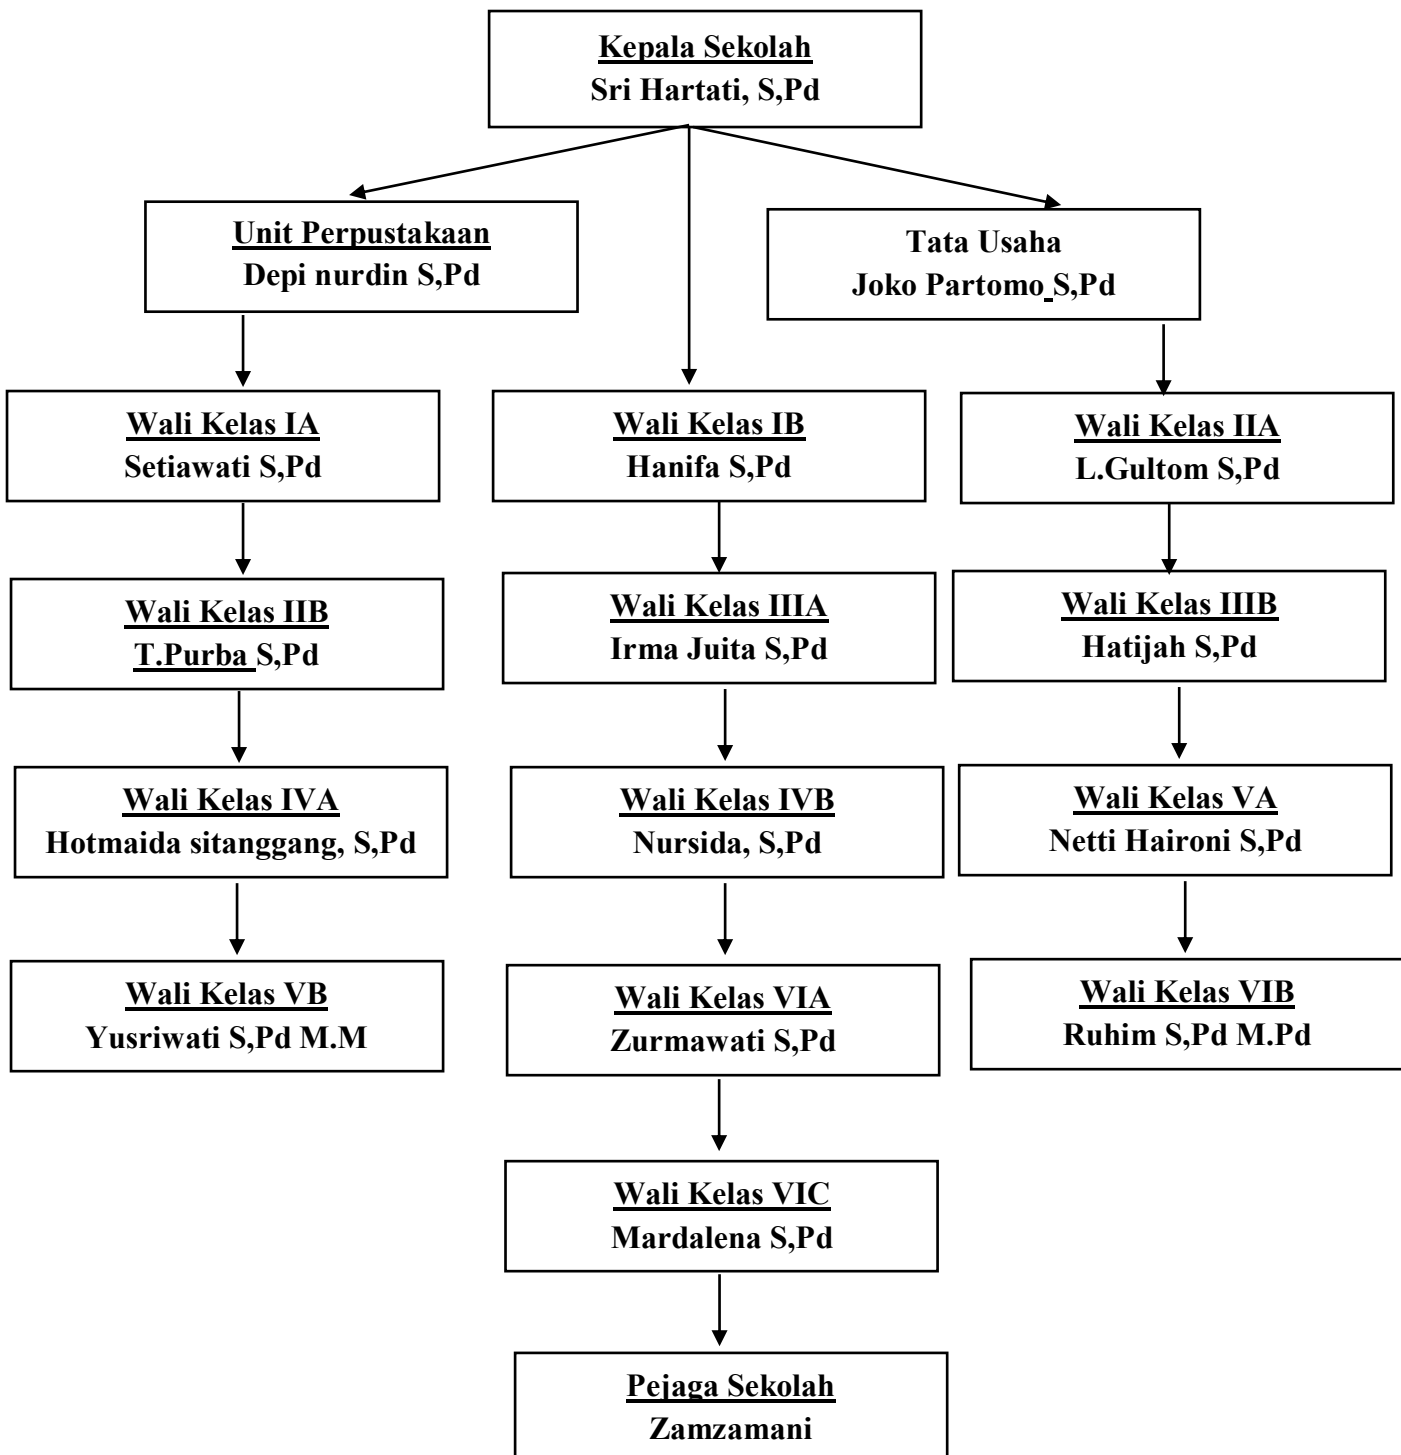 Kepala Sekolah
Sri Hartati, S,Pd
Unit Perpustakaan
Depi nurdin S,Pd
Tata Usaha
Joko Partomo S,Pd
Wali Kelas IA
Setiawati S,Pd
Wali Kelas IB
Hanifa S,Pd
Wali Kelas IIA
L.Gultom S,Pd
Wali Kelas IIB
T.Purba S,Pd
Wali Kelas IIIA
Irma Juita S,Pd
Wali Kelas IIIB
Hatijah S,Pd
Wali Kelas IVA
Hotmaida sitanggang, S,Pd
Wali Kelas IVB
Nursida, S,Pd
Wali Kelas VA
Netti Haironi S,Pd
Wali Kelas VB
Yusriwati S,Pd M.M
Wali Kelas VIA
Zurmawati S,Pd
Wali Kelas VIB
Ruhim S,Pd M.Pd
Wali Kelas VIC
Mardalena S,Pd
Pejaga Sekolah
Zamzamani